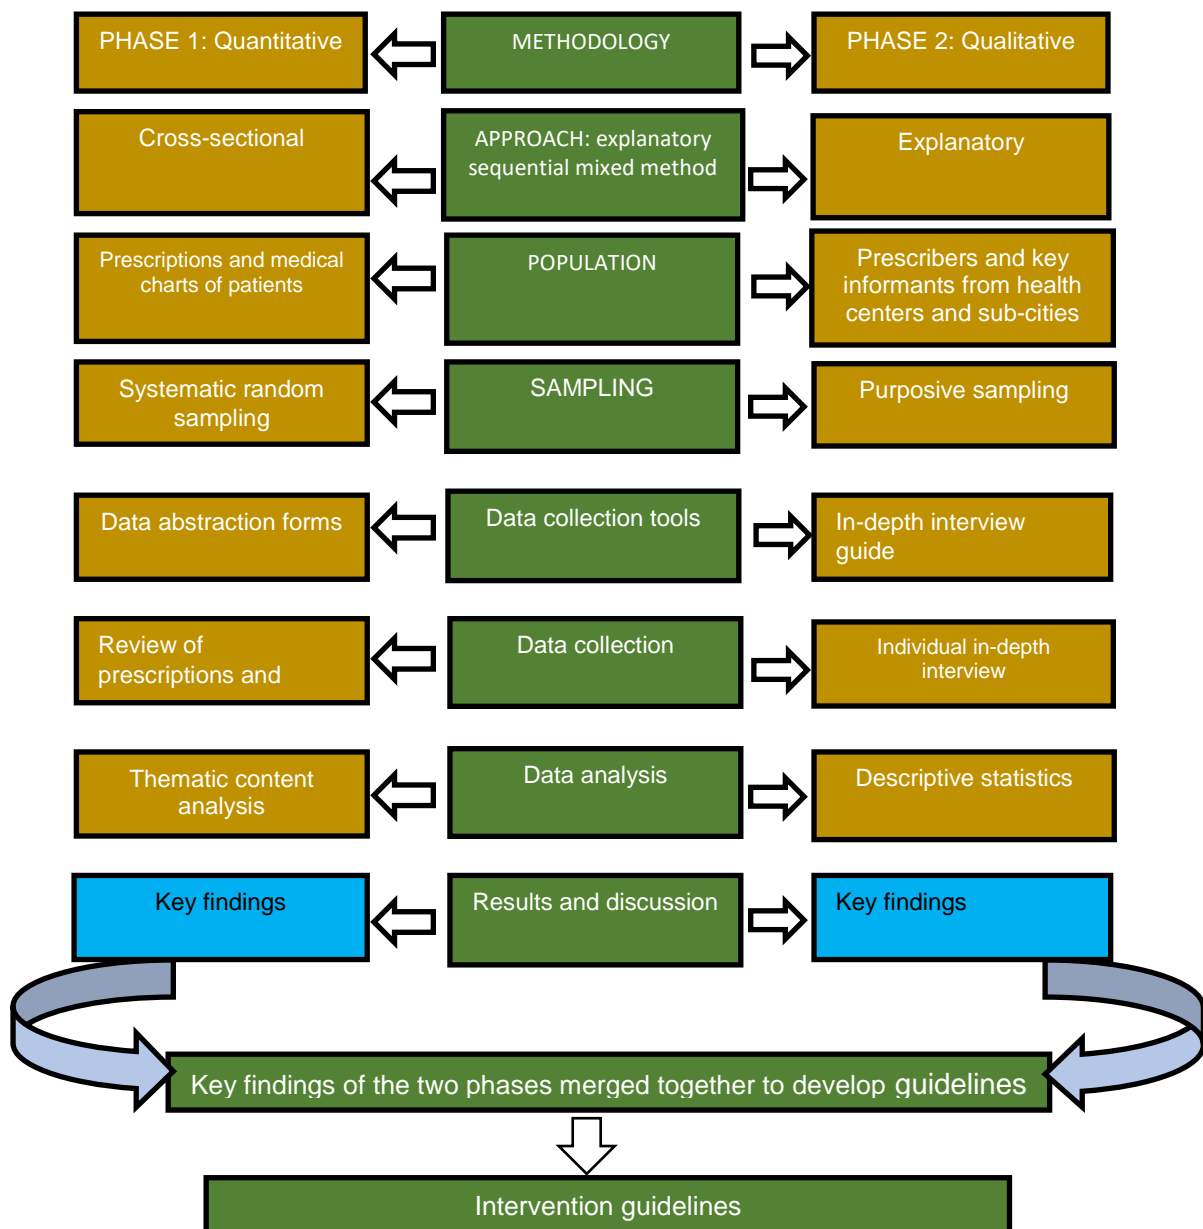 PHASE 1: Quantitative
METHODOLOGY
PHASE 2: Qualitative
Cross-sectional
APPROACH: explanatory
sequential mixed method
Explanatory
Prescriptions and medical
charts of patients
POPULATION
Prescribers and key
informants from health
centers and sub-cities
Systematic random
sampling
SAMPLING
Purposive sampling
Data abstraction forms
Data collection tools
In-depth interview
guide
Review of
prescriptions and
Data collection
Individual in-depth
interview
Thematic content
analysis
Data analysis
Descriptive statistics
Key findings
Results and discussion
Key findings
Key findings of the two phases merged together to develop guidelines
Intervention guidelines